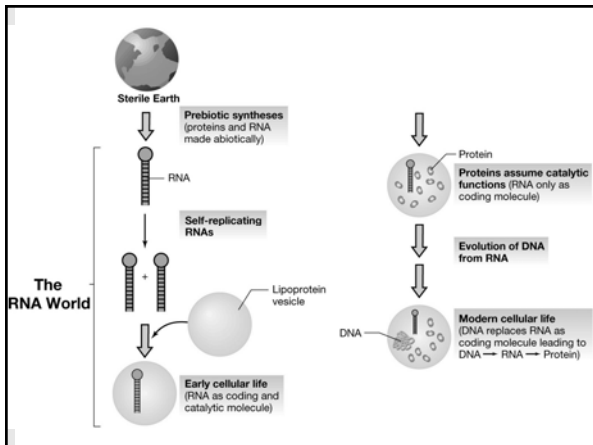 Sterile Earth
Prebiotic syntheses
(proteins and RNA
made abiotically)
RNA
Self-replicating
RNAs
+
The
RNA World
Lipoprotein
vesicle
Early cellular life
(RNA as coding and
catalytic molecule)
Protein
Proteins assume catalytic
functions (RNA only as
coding molecule)
Evolution of DNA
from RNA
DNA
Modern cellular life
(DNA replaces RNA as
coding molecule leading to
DNA → RNA → Protein)